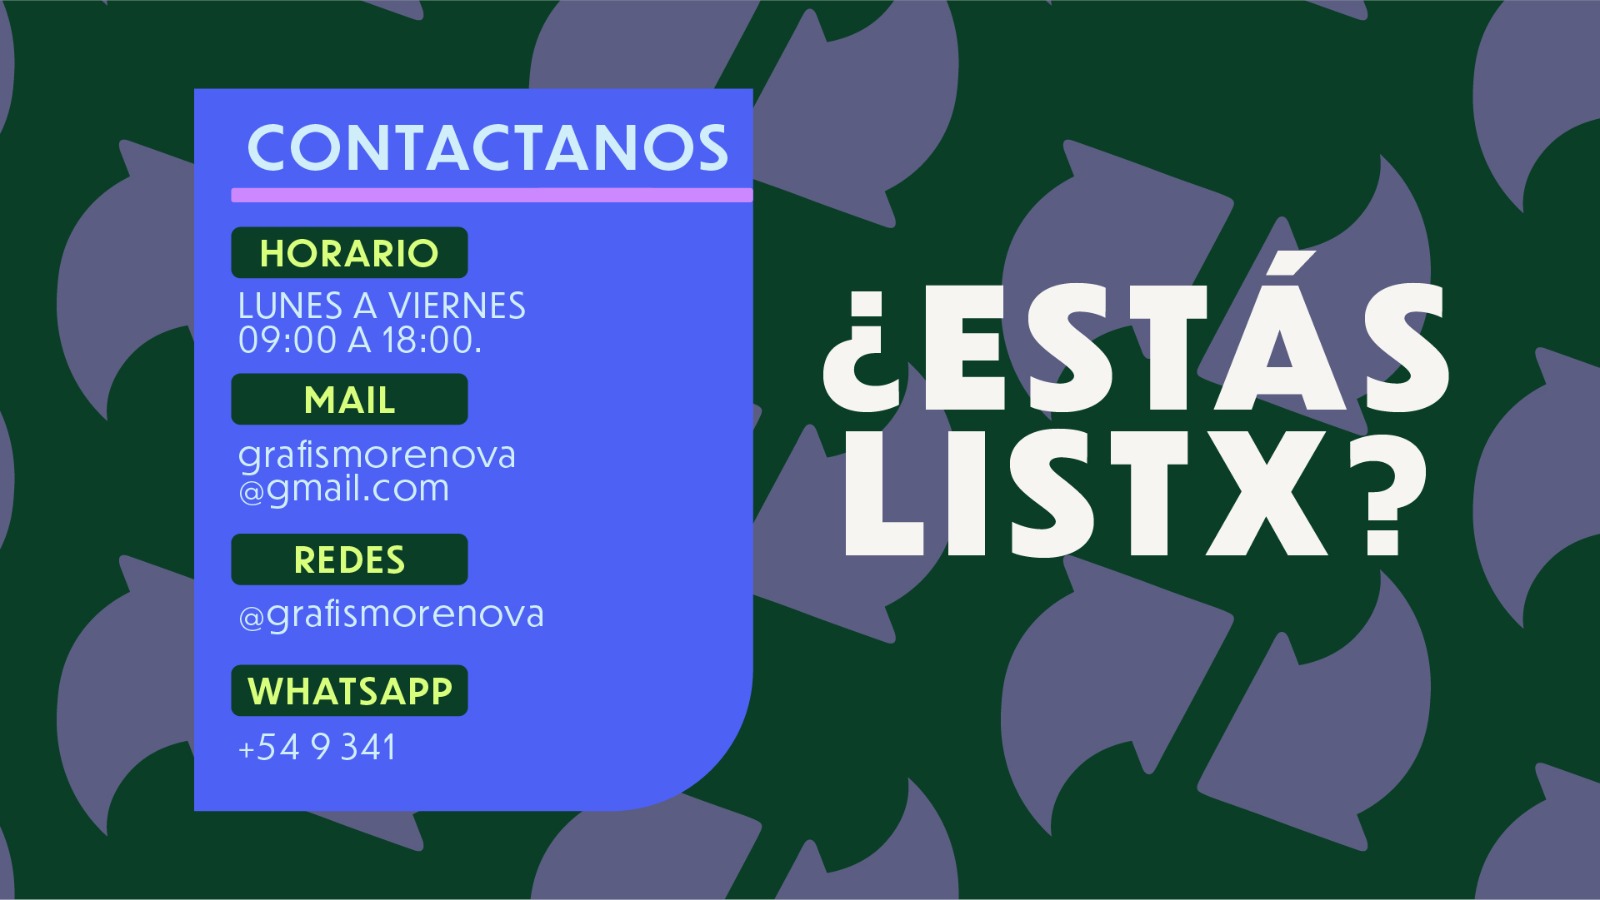 CONTACTANOS
HORARIO
LUNES A VIERNES
09:00 A 18:00.
MAIL
grafismorenova
@gmail.com
REDES
@grafismorenova
WHATSAPP
+54 9 341
¿ESTÁS
LISTX?